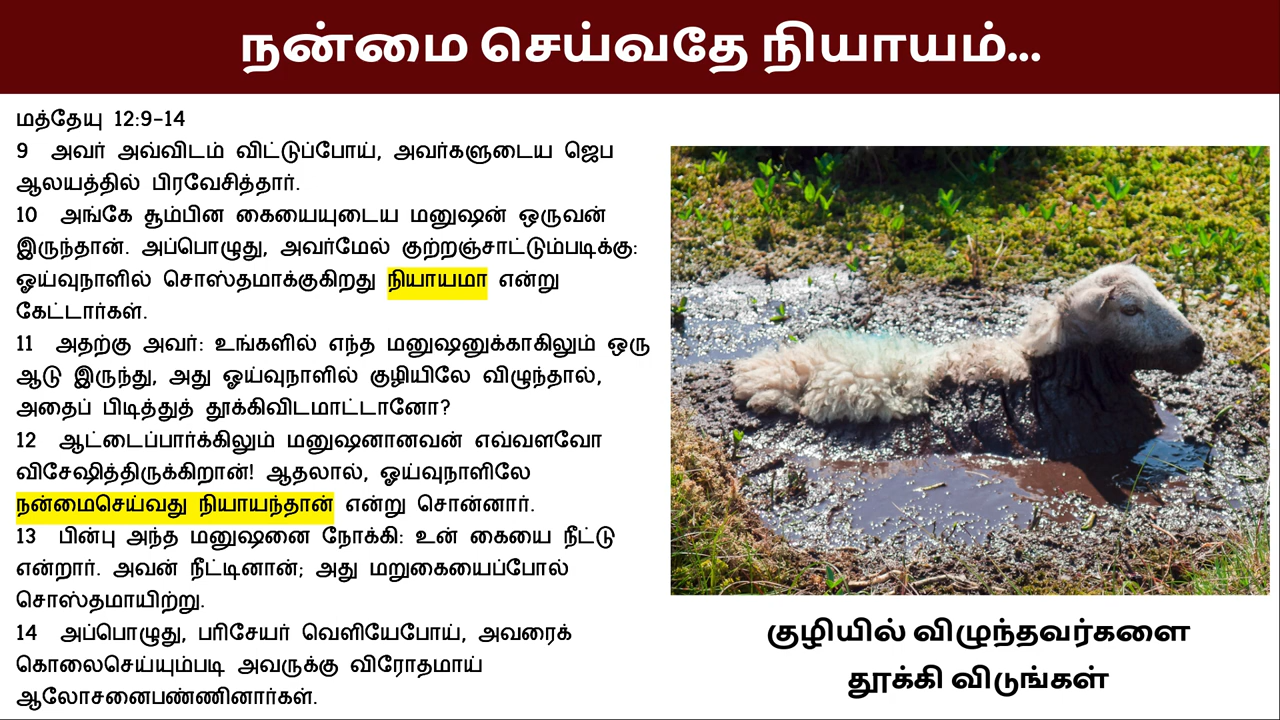 நன்மை செய்வதே நியாயம்...
மத்தேயு 12:9-14
9 அவர் அவ்விடம் விட்டுப்போய், அவர்களுடைய ஜெப
ஆலயத்தில் பிரவேசித்தார்.
10 அங்கே சூம்பின கையையுடைய மனுஷன் ஒருவன்
இருந்தான். அப்பொழுது, அவர்மேல் குற்றஞ்சாட்டும்படிக்கு:
ஓய்வுநாளில் சொஸ்தமாக்குகிறது நியாயமா என்று
கேட்டார்கள்.
11 அதற்கு அவர்: உங்களில் எந்த மனுஷனுக்காகிலும் ஒரு
ஆடு இருந்து, அது ஓய்வுநாளில் குழியிலே விழுந்தால்,
அதைப் பிடித்துத் தூக்கிவிடமாட்டானோ?
12 ஆட்டைப்பார்க்கிலும் மனுஷனானவன் எவ்வளவோ
விசேஷித்திருக்கிறான்! ஆதலால், ஓய்வுநாளிலே
நன்மைசெய்வது நியாயந்தான் என்று சொன்னார்.
13 பின்பு அந்த மனுஷனை நோக்கி: உன் கையை நீட்டு
என்றார். அவன் நீட்டினான்; அது மறுகையைப்போல்
சொஸ்தமாயிற்று.
14 அப்பொழுது, பரிசேயர் வெளியேபோய், அவரைக்
கொலைசெய்யும்படி அவருக்கு விரோதமாய்
ஆலோசனைபண்ணினார்கள்.
குழியில் விழுந்தவர்களை
தூக்கி விடுங்கள்